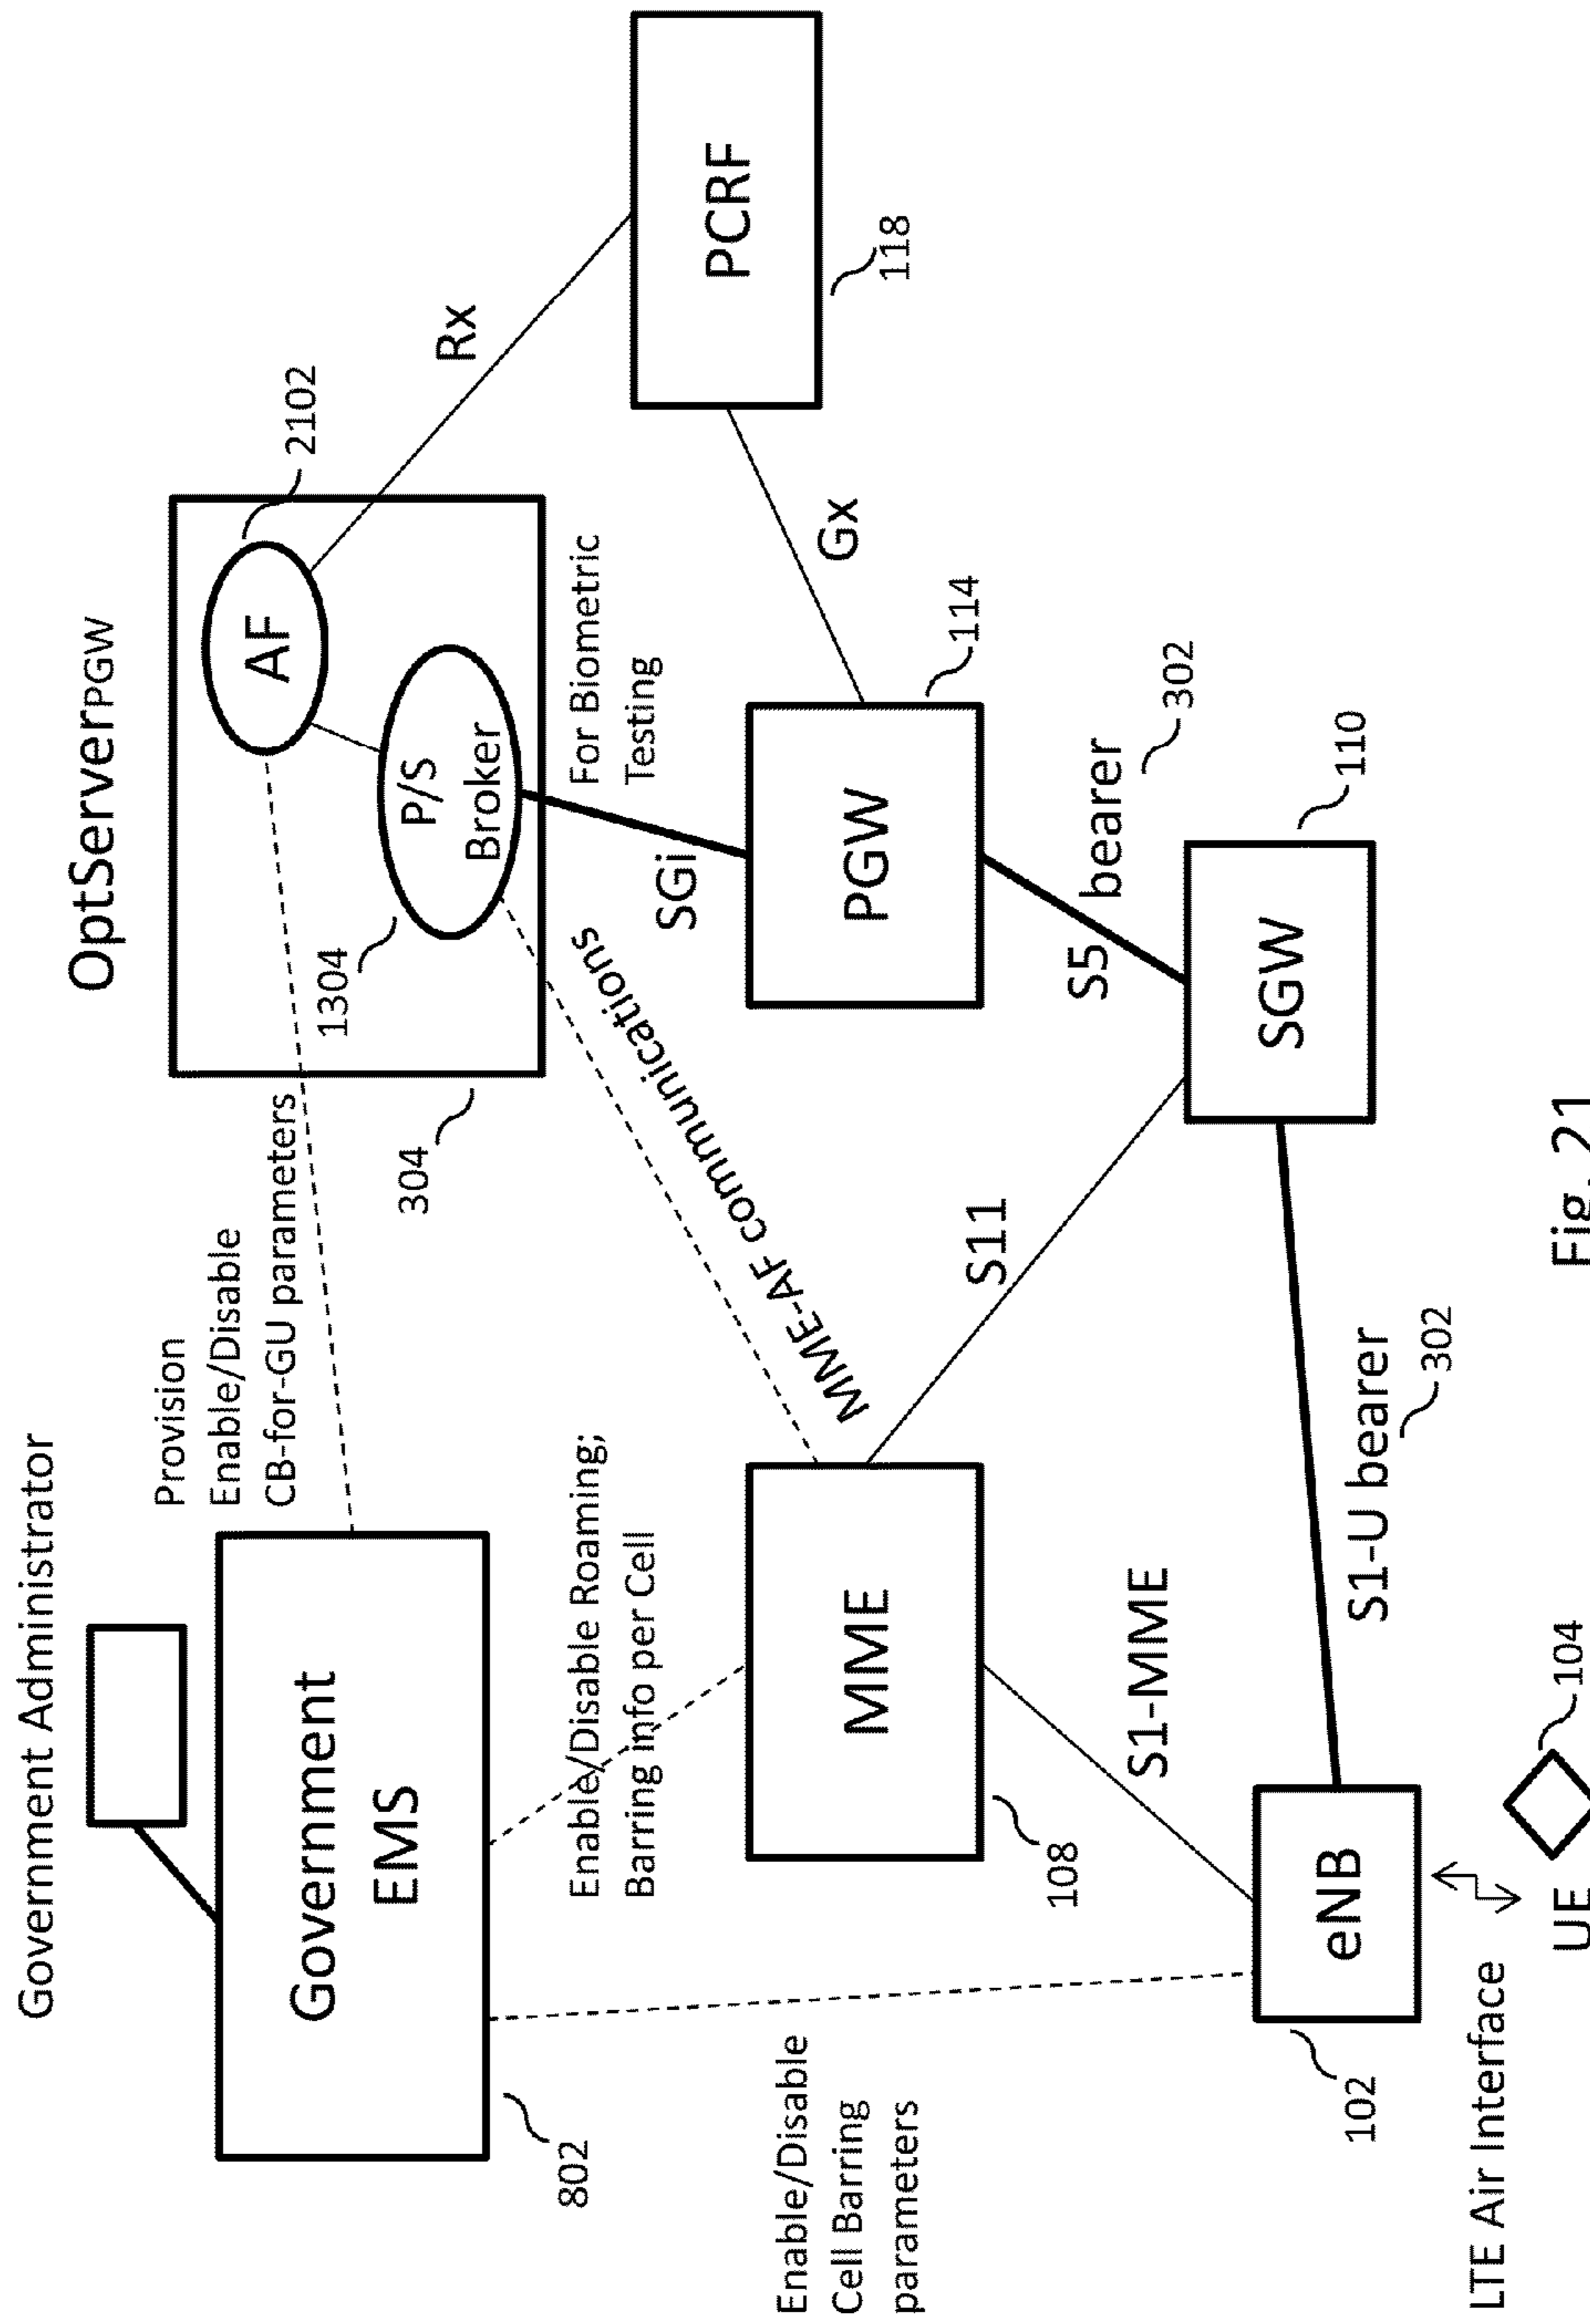 Government Administrator
OptServerPGW
Provision
Enable/Disable
CB-for-GU parameters
Government
EMS
802
304
1304
AF
2102
P/S
Broker
Rx
For Biometric
Testing
SGi
MME-AF communications
Enable/Disable Roaming;
Barring info per Cell
MME
108
PGW
114
Gx
PCRF
118
Enable/Disable
Cell Barring
parameters
S11
S5 bearer
302
S1-MME
SGW
110
eNB
102
S1-U bearer
302
LTE Air Interface
UE
104
Fig. 21